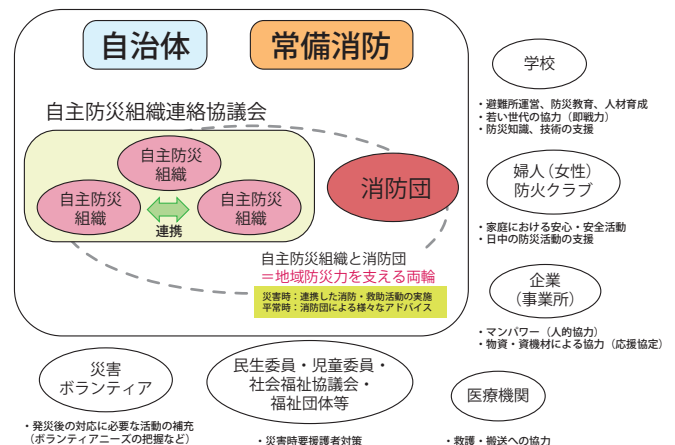 自治体
常備消防
自主防災組織連絡協議会
自主防災
組織
自主防災
組織
自主防災
組織
連携
消防団
自主防災組織と消防団
＝地域防災力を支える両輪
災害時：連携した消防・救助活動の実施
平常時：消防団による様々なアドバイス
学校
・避難所運営、防災教育、人材育成
・若い世代の協力（即戦力）
・防災知識、技術の支援
婦人（女性）
防火クラブ
・家庭における安心・安全活動
・日中の防災活動の支援
企業
（事業所）
・マンパワー（人的協力）
・物資・資機材による協力（応援協定）
災害
ボランティア
・発災後の対応に必要な活動の補充
（ボランティアニーズの把握など）
民生委員・児童委員・
社会福祉協議会・
福祉団体等
・災害時要援護者対策
医療機関
・救護・搬送への協力